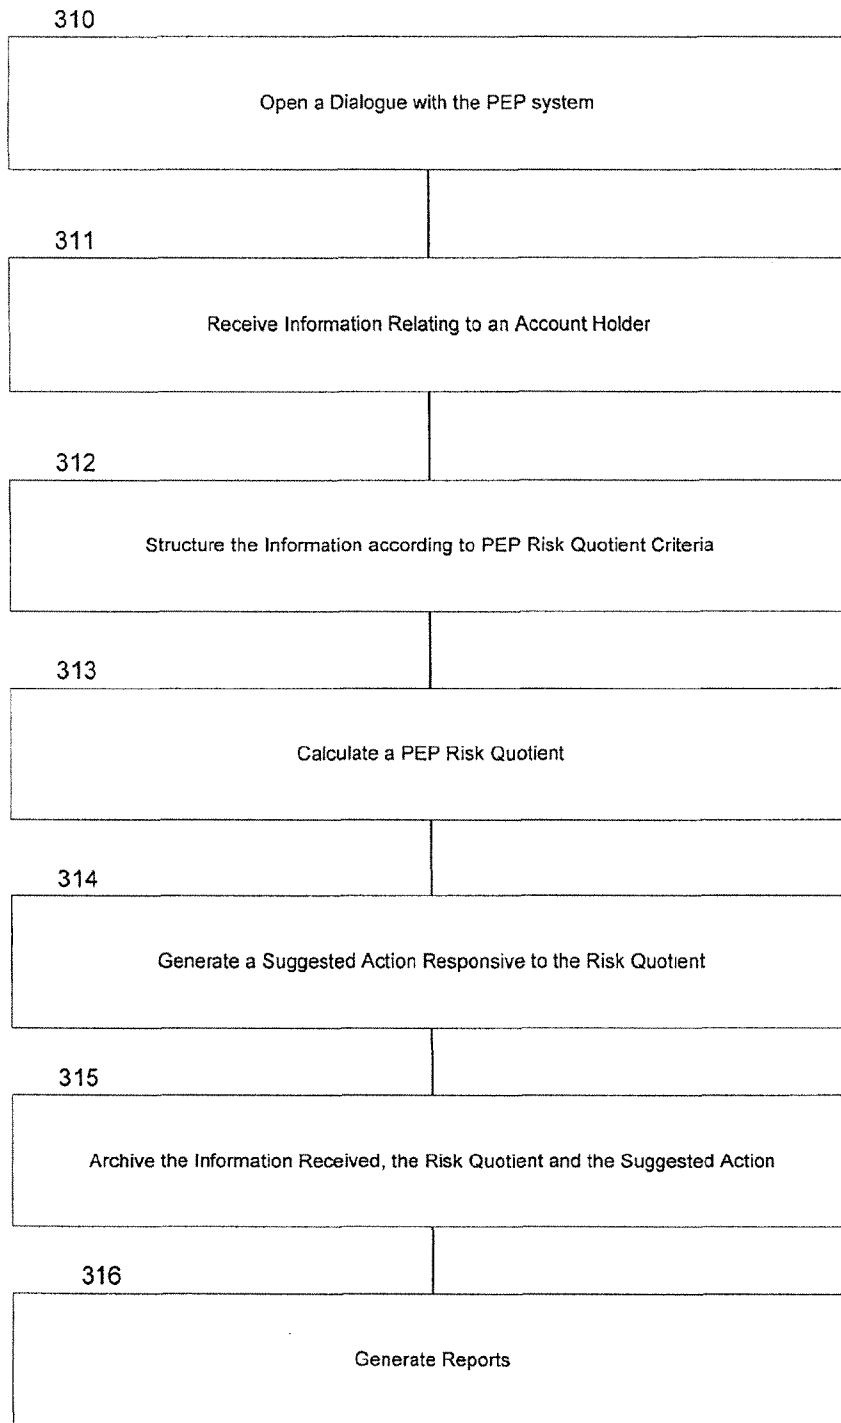 310
Open a Dialogue with the PEP system
311
Receive Information Relating to an Account Holder
312
Structure the Information according to PEP Risk Quotient Criteria
313
Calculate a PEP Risk Quotient
314
Generate a Suggested Action Responsive to the Risk Quotient
315
Archive the Information Received, the Risk Quotient and the Suggested Action
316
Generate Reports